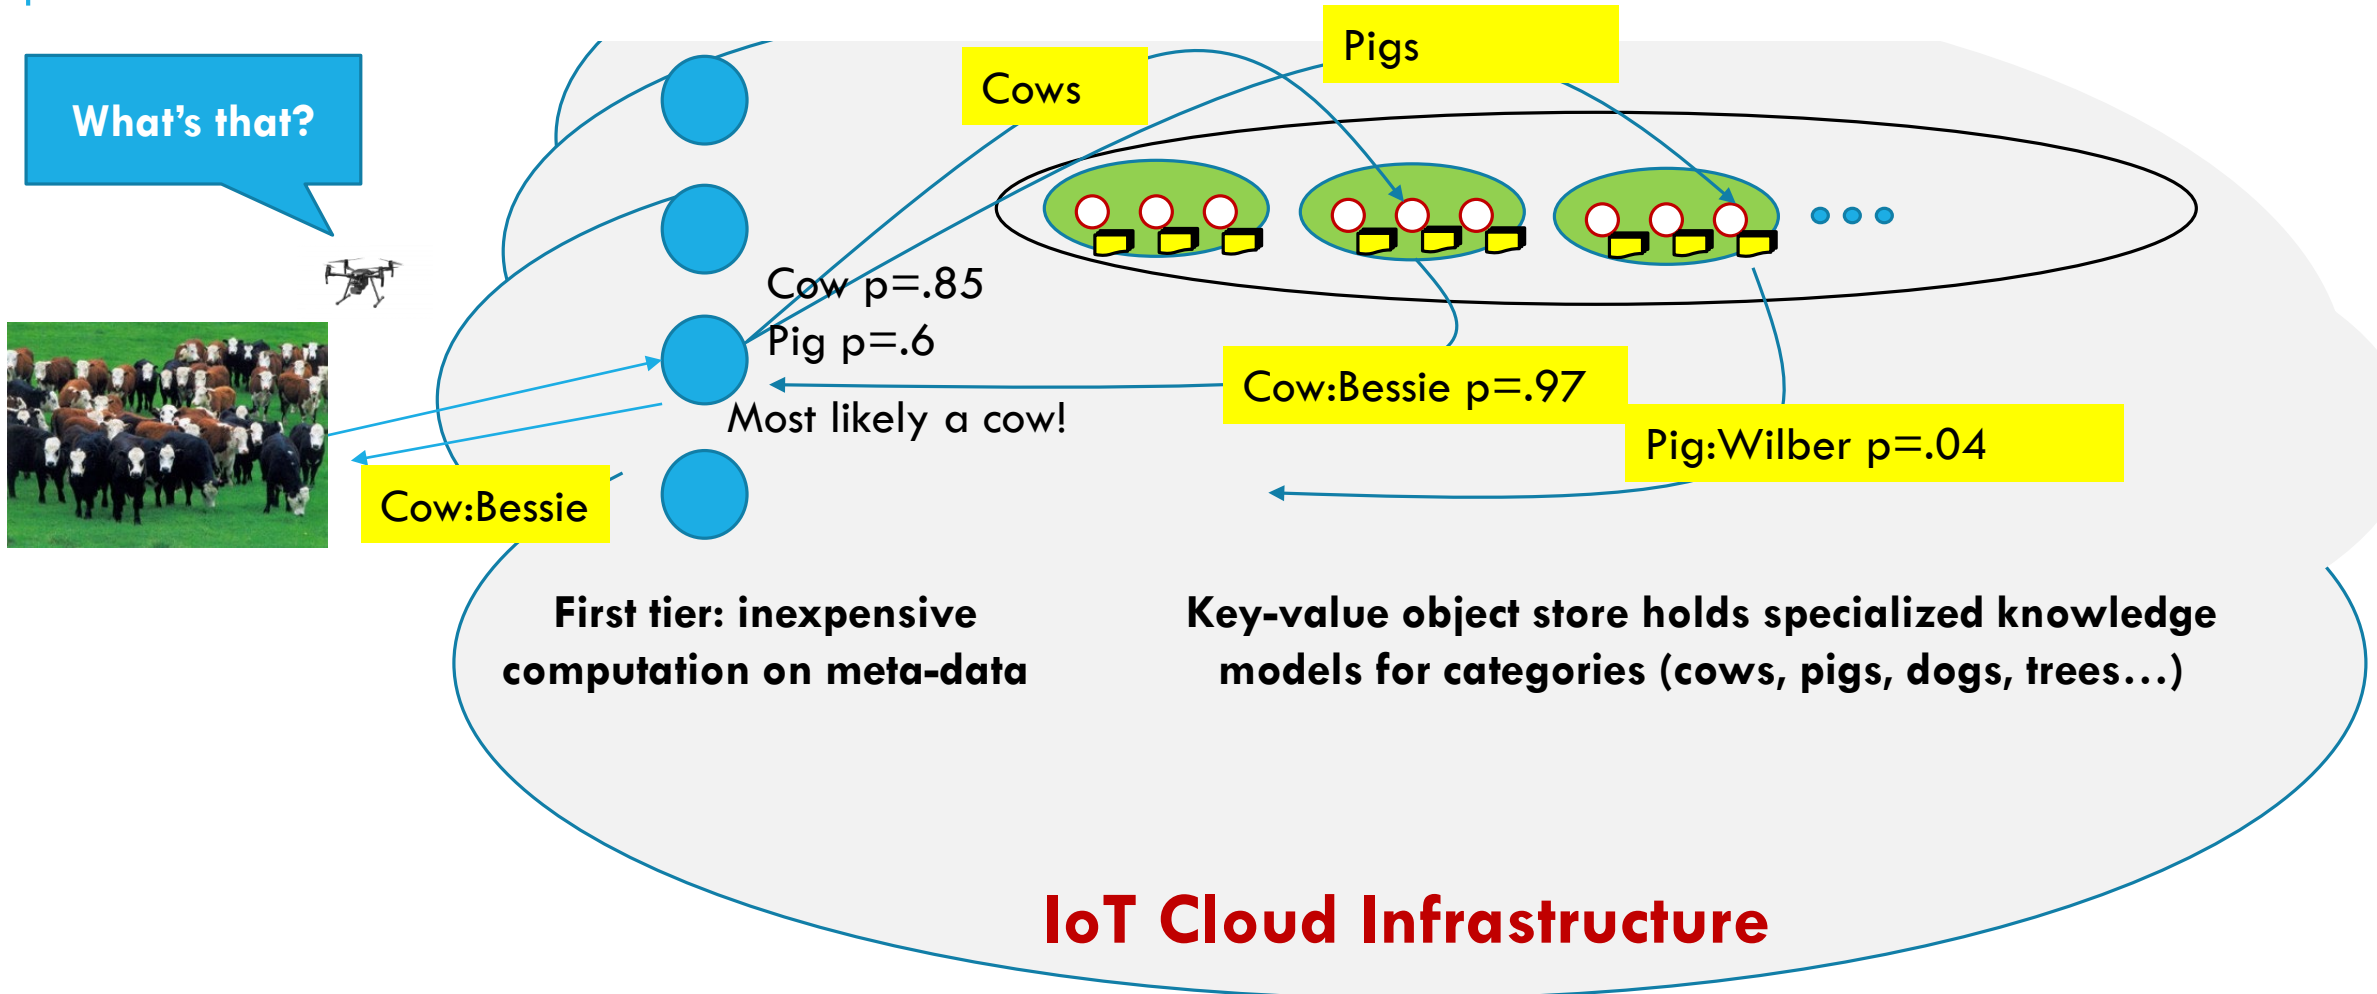 What's that?
Cows
Pigs
Cow p=.85
Pig p=.6
Most likely a cow!
Cow:Bessie p=.97
Pig:Wilber p=.04
Cow:Bessie
First tier: inexpensive
computation on meta-data
Key-value object store holds specialized knowledge
models for categories (cows, pigs, dogs, trees…)
IoT Cloud Infrastructure